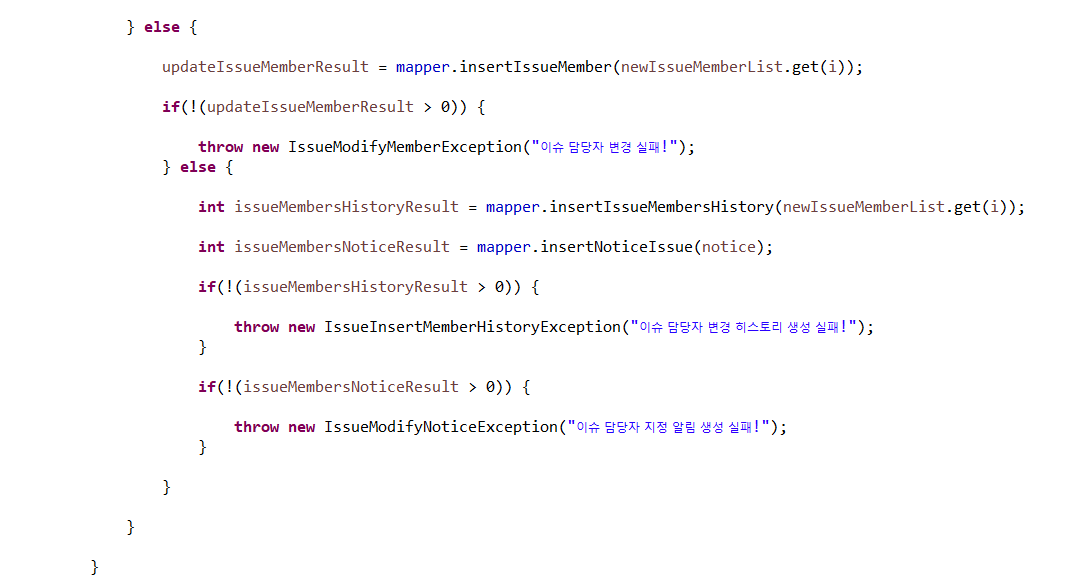 } else {
updateIssueMemberResult = mapper.insertIssueMember(newIssueMemberList.get(i));
if(!(updateIssueMemberResult > 0)) {
throw new IssueModifyMemberException("이슈 담당자 변경 실패!");
} else {
int issueMembersHistoryResult = mapper.insertIssueMembersHistory(newIssueMemberList.get(i));
int issueMembersNoticeResult = mapper.insertNoticeIssue(notice);
if(!(issueMembersHistoryResult > 0)) {
throw new IssueInsertMemberHistoryException("이슈 담당자 변경 히스토리 생성 실패!");
}
if(!(issueMembersNoticeResult > 0)) {
throw new IssueModifyNoticeException("이슈 담당자 지정 알림 생성 실패!");
}
}
}
}